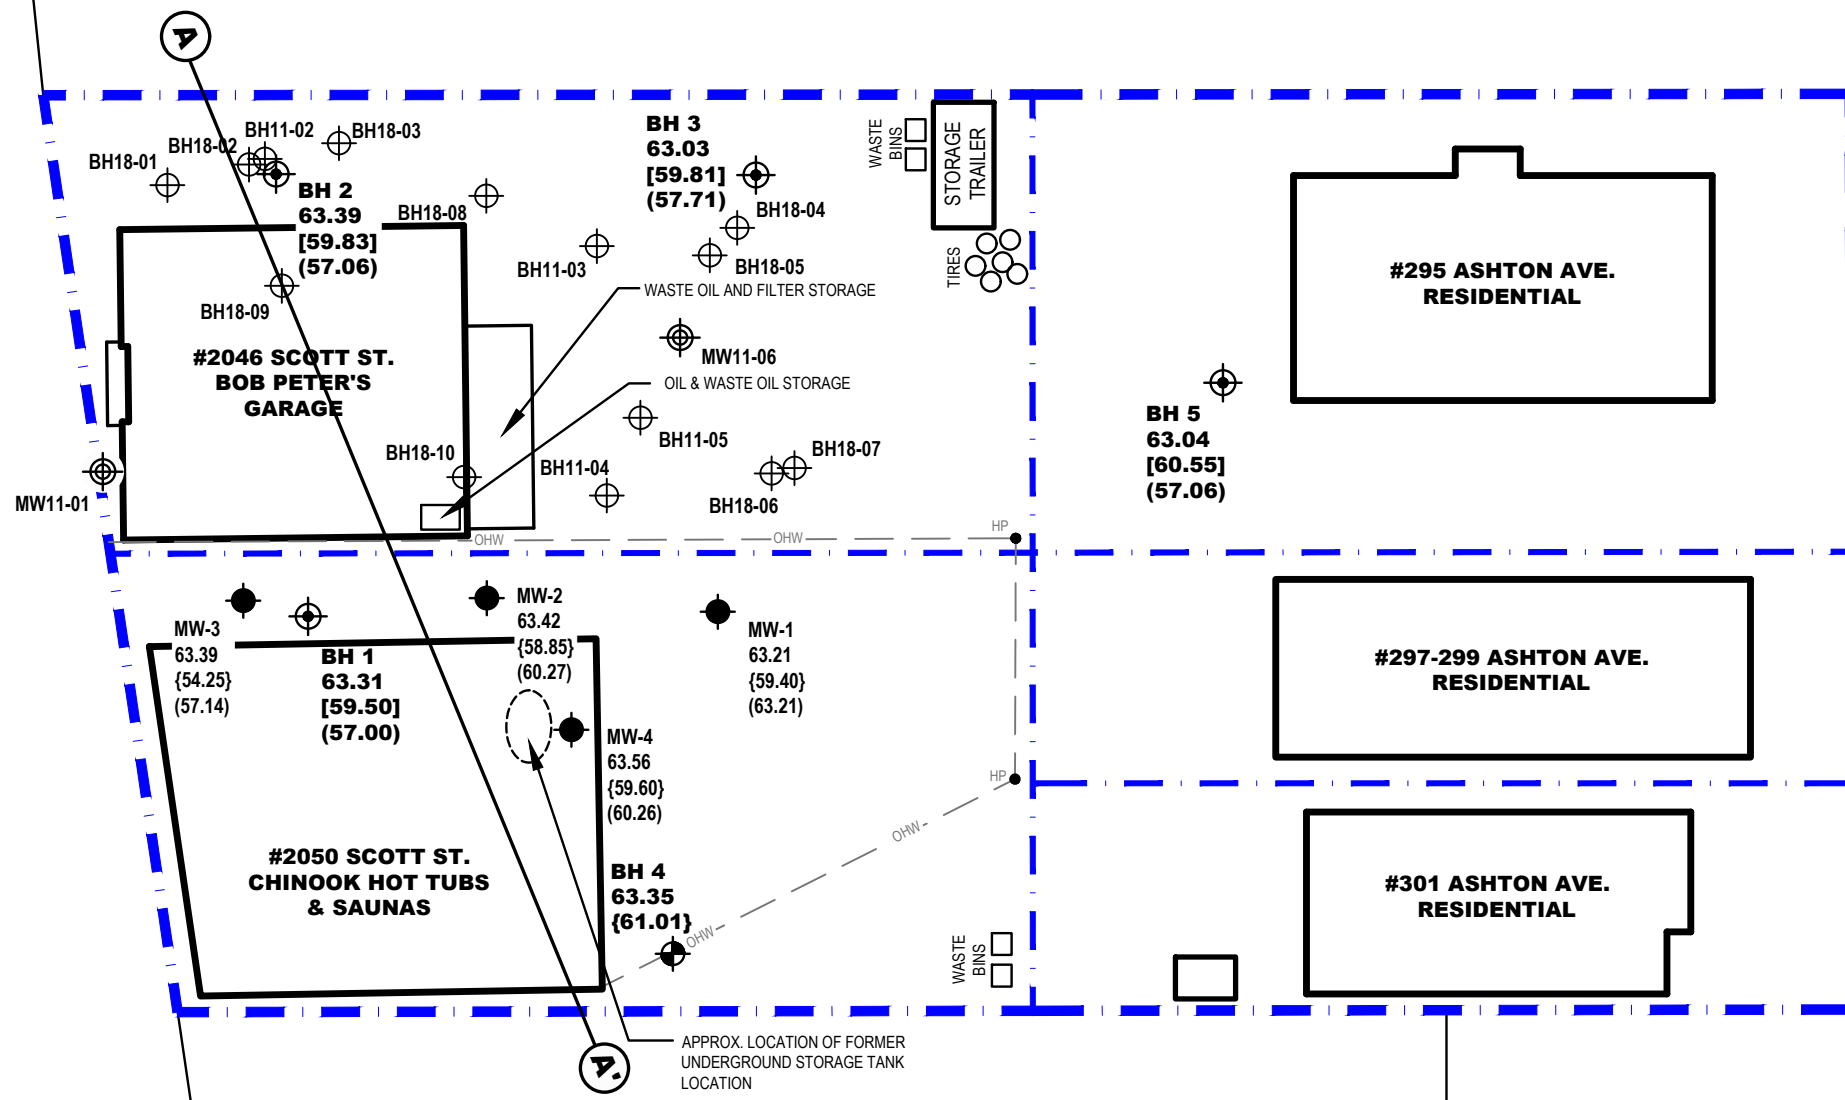 A
BH18-01
BH18-02
BH11-02
BH18-03
BH 2
63.39
[59.83]
(57.06)
BH18-08
BH 3
63.03
[59.81]
(57.71)
BH18-04
BH18-05
BH11-03
WASTE
BINS
STORAGE
TRAILER
TIRES
WASTE OIL AND FILTER STORAGE
BH18-09
#2046 SCOTT ST.
BOB PETER'S
GARAGE
MW11-06
OIL & WASTE OIL STORAGE
BH11-05
BH18-10
BH11-04
BH18-07
BH18-06
MW11-01
OHW
OHW
HP
#295 ASHTON AVE.
RESIDENTIAL
BH 5
63.04
[60.55]
(57.06)
MW-3
63.39
{54.25}
(57.14)
BH 1
63.31
[59.50]
(57.00)
MW-2
63.42
{58.85}
(60.27)
MW-1
63.21
{59.40}
(63.21)
MW-4
63.56
{59.60}
(60.26)
HP
OHW
#297-299 ASHTON AVE.
RESIDENTIAL
#2050 SCOTT ST.
CHINOOK HOT TUBS
& SAUNAS
BH 4
63.35
{61.01}
OHW
WASTE
BINS
#301 ASHTON AVE.
RESIDENTIAL
A'
APPROX. LOCATION OF FORMER
UNDERGROUND STORAGE TANK
LOCATION